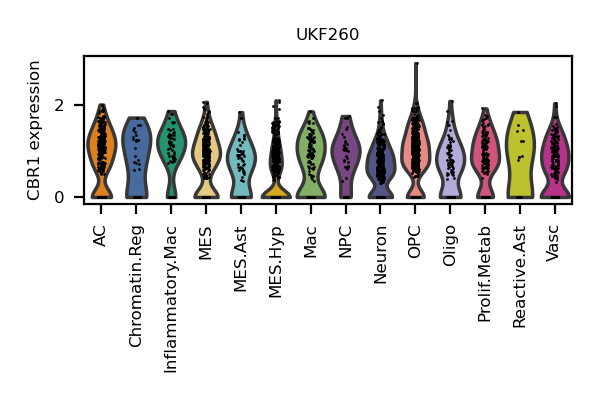 UKF260
CBR1 expression
2
0
AC
Chromatin.Reg
Inflammatory.Mac
MES
MES.Ast
MES.Hyp
Mac
NPC
Neuron
OPC
Oligo
Prolif.Metab
Reactive.Ast
Vasc